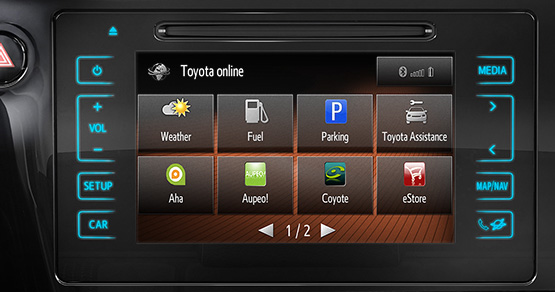 Toyota online
MEDIA
+
VOL
−
Weather
Fuel
P
Parking
Toyota Assistance
SETUP
AUPEO!
MAP/NAV
Aha
Aupeo!
Coyote
eStore
CAR
1/2